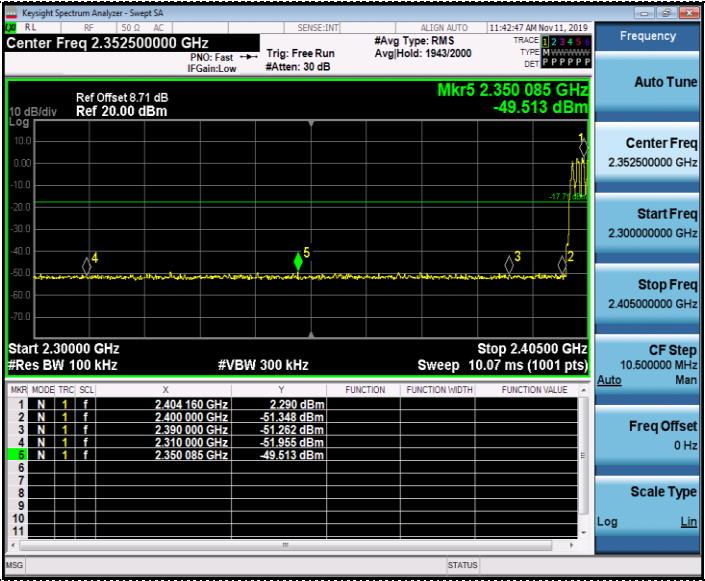 Keysight Spectrum Analyzer - Swept SA
RL RF 50 Ω AC SENSE:INT ALIGN AUTO 11:42:47 AM Nov 11, 2019
Center Freq 2.352500000 GHz
PNO: Fast
IFGain:Low
Trig: Free Run
#Atten: 30 dB
#Avg Type: RMS
Avg|Hold: 1943/2000
TRACE 1 2 3 4 5 6
TYPE M W W W W W
DET P P P P P P
Mkr5 2.350 085 GHz
-49.513 dBm
Ref Offset 8.71 dB
10 dB/div Ref 20.00 dBm
Log
10.0
0.00
-10.0
-20.0
-30.0
-40.0
-50.0
-60.0
-70.0
1
-17.71 dBm
4
5
3
2
Start 2.30000 GHz Stop 2.40500 GHz
#Res BW 100 kHz #VBW 300 kHz Sweep 10.07 ms (1001 pts)
MKR MODE TRC SCL X Y FUNCTION FUNCTION WIDTH FUNCTION VALUE
1 N 1 f 2.404 160 GHz 2.290 dBm
2 N 1 f 2.400 000 GHz -51.348 dBm
3 N 1 f 2.390 000 GHz -51.262 dBm
4 N 1 f 2.310 000 GHz -51.955 dBm
5 N 1 f 2.350 085 GHz -49.513 dBm
6
7
8
9
10
11
MSG STATUS
Frequency
Auto Tune
Center Freq
2.352500000 GHz
Start Freq
2.300000000 GHz
Stop Freq
2.405000000 GHz
CF Step
10.500000 MHz
Auto Man
Freq Offset
0 Hz
Scale Type
Log Lin